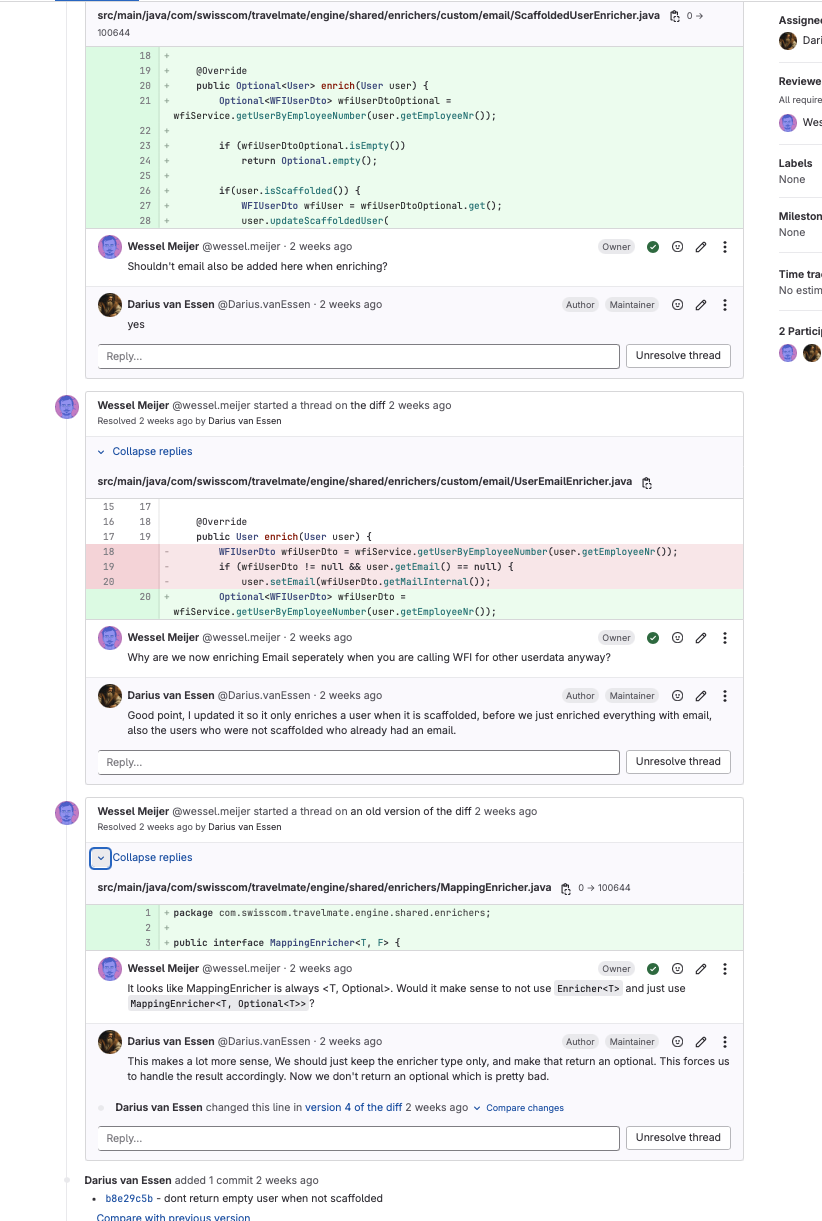 src/main/java/com/swisscom/travelmate/engine/shared/enrichers/custom/email/ScaffoldedUserEnricher.java 0 →
100644
18 +
19 + @Override
20 + public Optional<User> enrich(User user) {
21 + Optional<WFIUserDto> wfiUserDtoOptional =
wfiService.getUserByEmployeeNumber(user.getEmployeeNr());
22 +
23 + if (wfiUserDtoOptional.isEmpty())
24 + return Optional.empty();
25 +
26 + if(user.isScaffolded()) {
27 + WFIUserDto wfiUser = wfiUserDtoOptional.get();
28 + user.updateScaffoldedUser(
Wessel Meijer @wessel.meijer · 2 weeks ago Owner
Shouldn't email also be added here when enriching?
Darius van Essen @Darius.vanEssen · 2 weeks ago Author Maintainer
yes
Reply... Unresolve thread
Wessel Meijer @wessel.meijer started a thread on the diff 2 weeks ago
Resolved 2 weeks ago by Darius van Essen
Collapse replies
src/main/java/com/swisscom/travelmate/engine/shared/enrichers/custom/email/UserEmailEnricher.java
15 17
16 18 @Override
17 19 public User enrich(User user) {
18 - WFIUserDto wfiUserDto = wfiService.getUserByEmployeeNumber(user.getEmployeeNr());
19 - if (wfiUserDto != null && user.getEmail() == null) {
20 - user.setEmail(wfiUserDto.getMailInternal());
20 + Optional<WFIUserDto> wfiUserDto =
wfiService.getUserByEmployeeNumber(user.getEmployeeNr());
Wessel Meijer @wessel.meijer · 2 weeks ago Owner
Why are we now enriching Email seperately when you are calling WFI for other userdata anyway?
Darius van Essen @Darius.vanEssen · 2 weeks ago Author Maintainer
Good point, I updated it so it only enriches a user when it is scaffolded, before we just enriched everything with email,
also the users who were not scaffolded who already had an email.
Reply... Unresolve thread
Wessel Meijer @wessel.meijer started a thread on an old version of the diff 2 weeks ago
Resolved 2 weeks ago by Darius van Essen
Collapse replies
src/main/java/com/swisscom/travelmate/engine/shared/enrichers/MappingEnricher.java 0 → 100644
1 + package com.swisscom.travelmate.engine.shared.enrichers;
2 +
3 + public interface MappingEnricher<T, F> {
Wessel Meijer @wessel.meijer · 2 weeks ago Owner
It looks like MappingEnricher is always <T, Optional>. Would it make sense to not use Enricher<T> and just use
MappingEnricher<T, Optional<T>> ?
Darius van Essen @Darius.vanEssen · 2 weeks ago Author Maintainer
This makes a lot more sense, We should just keep the enricher type only, and make that return an optional. This forces us
to handle the result accordingly. Now we don't return an optional which is pretty bad.
Darius van Essen changed this line in version 4 of the diff 2 weeks ago Compare changes
Reply... Unresolve thread
Darius van Essen added 1 commit 2 weeks ago
• b8e29c5b - dont return empty user when not scaffolded
Compare with previous version
Assignee
Dari
Reviewe
All require
Wes
Labels
None
Mileston
None
Time tra
No estim
2 Partici